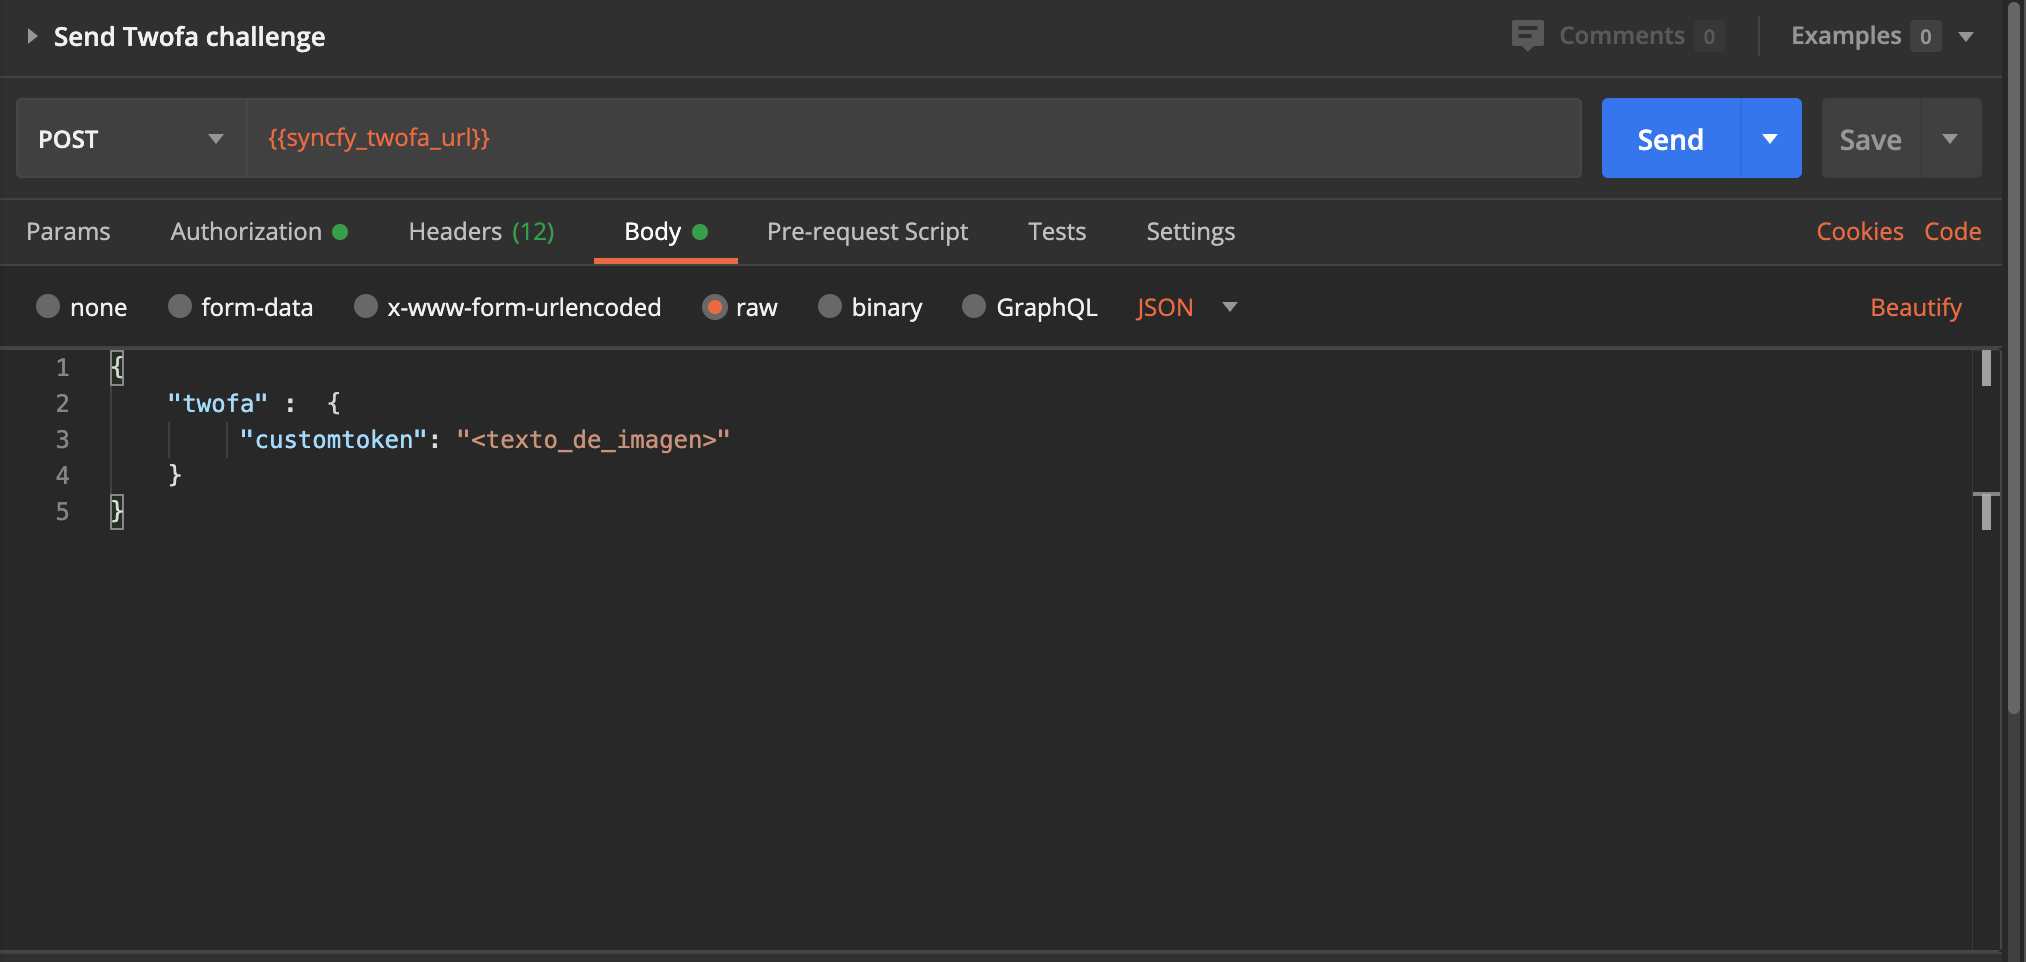 Send Twofa challenge
Comments 0
Examples 0
POST
{{syncfy_twofa_url}}
Send
Save
Params Authorization Headers (12) Body Pre-request Script Tests Settings Cookies Code
none form-data x-www-form-urlencoded raw binary GraphQL JSON Beautify
1 {
2 "twofa" : {
3 "customtoken": "<texto_de_imagen>"
4 }
5 }